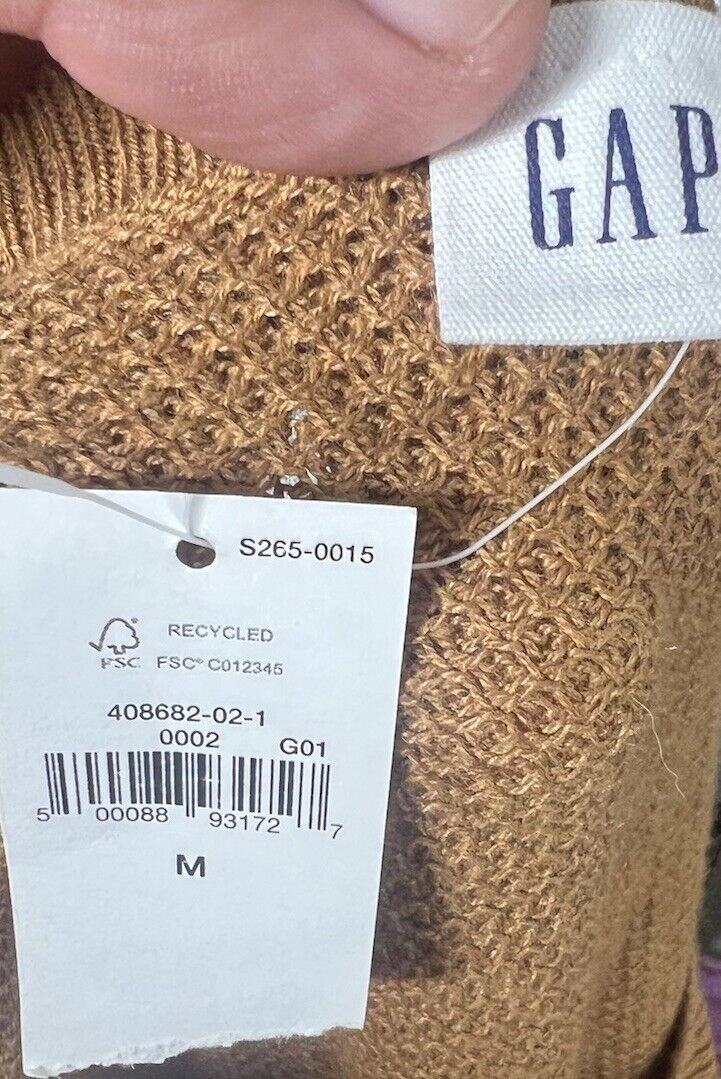 GAP
S265-0015
RECYCLED
FSC FSC® C012345
408682-02-1
0002 G01
5 00088 93172 7
M